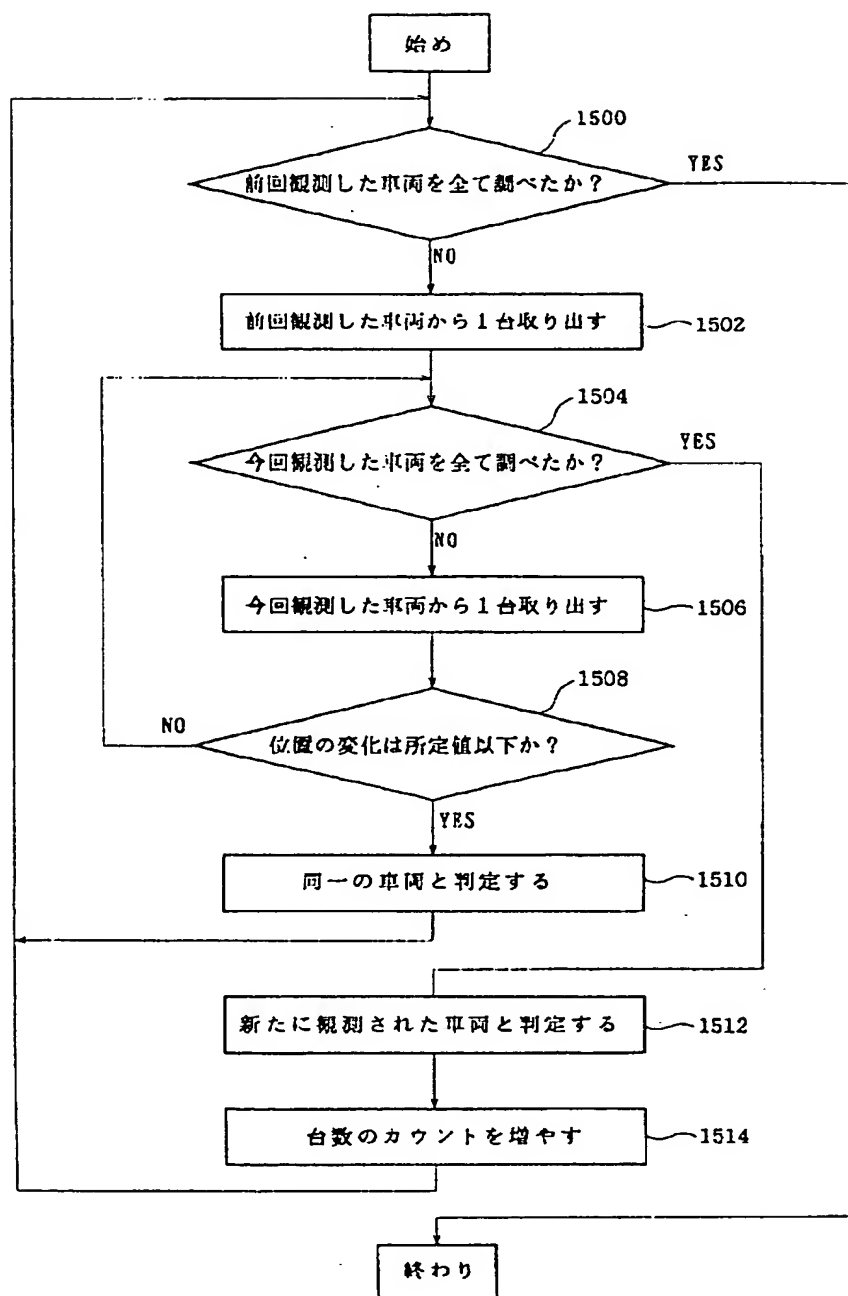 始め
1500
前回観測した車両を全て調べたか？
YES
NO
前回観測した車両から１台取り出す
1502
1504
今回観測した車両を全て調べたか？
YES
NO
今回観測した車両から１台取り出す
1506
1508
NO
位置の変化は所定値以下か？
YES
同一の車両と判定する
1510
新たに観測された車両と判定する
1512
台数のカウントを増やす
1514
終わり